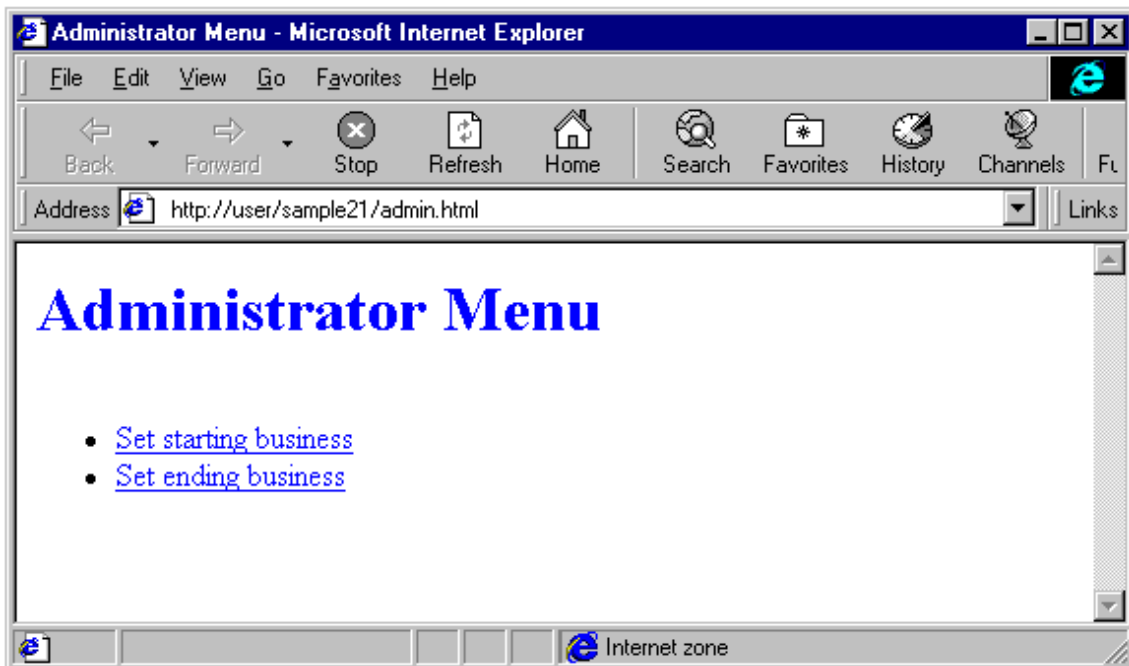 Administrator Menu - Microsoft Internet Explorer
File Edit View Go Favorites Help
Back Forward Stop Refresh Home Search Favorites History Channels
Address http://user/sample21/admin.html Links
Administrator Menu
Set starting business
Set ending business
Internet zone